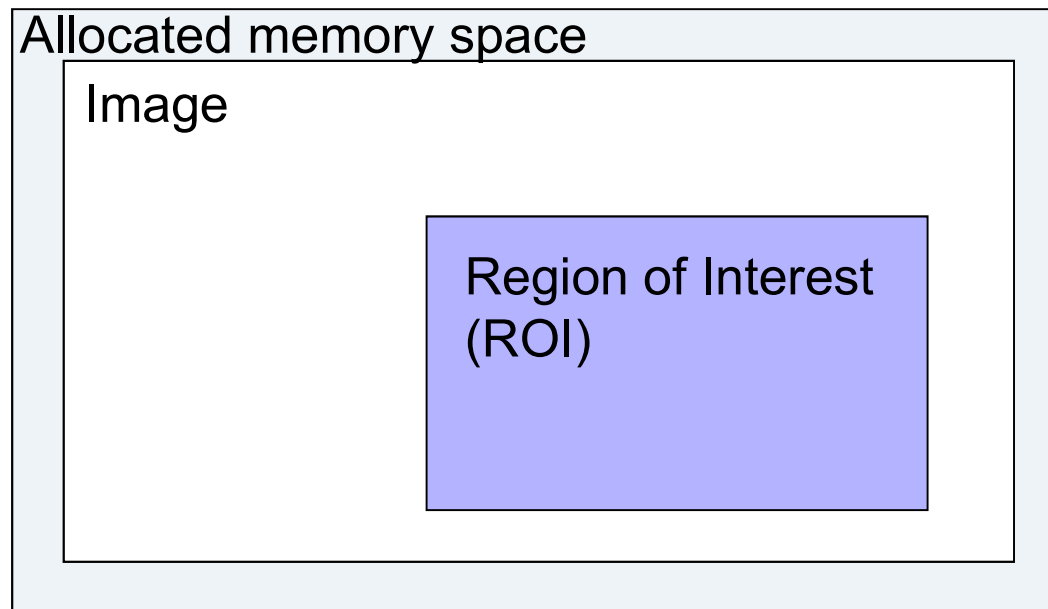 Allocated memory space
Image
Region of Interest
(ROI)